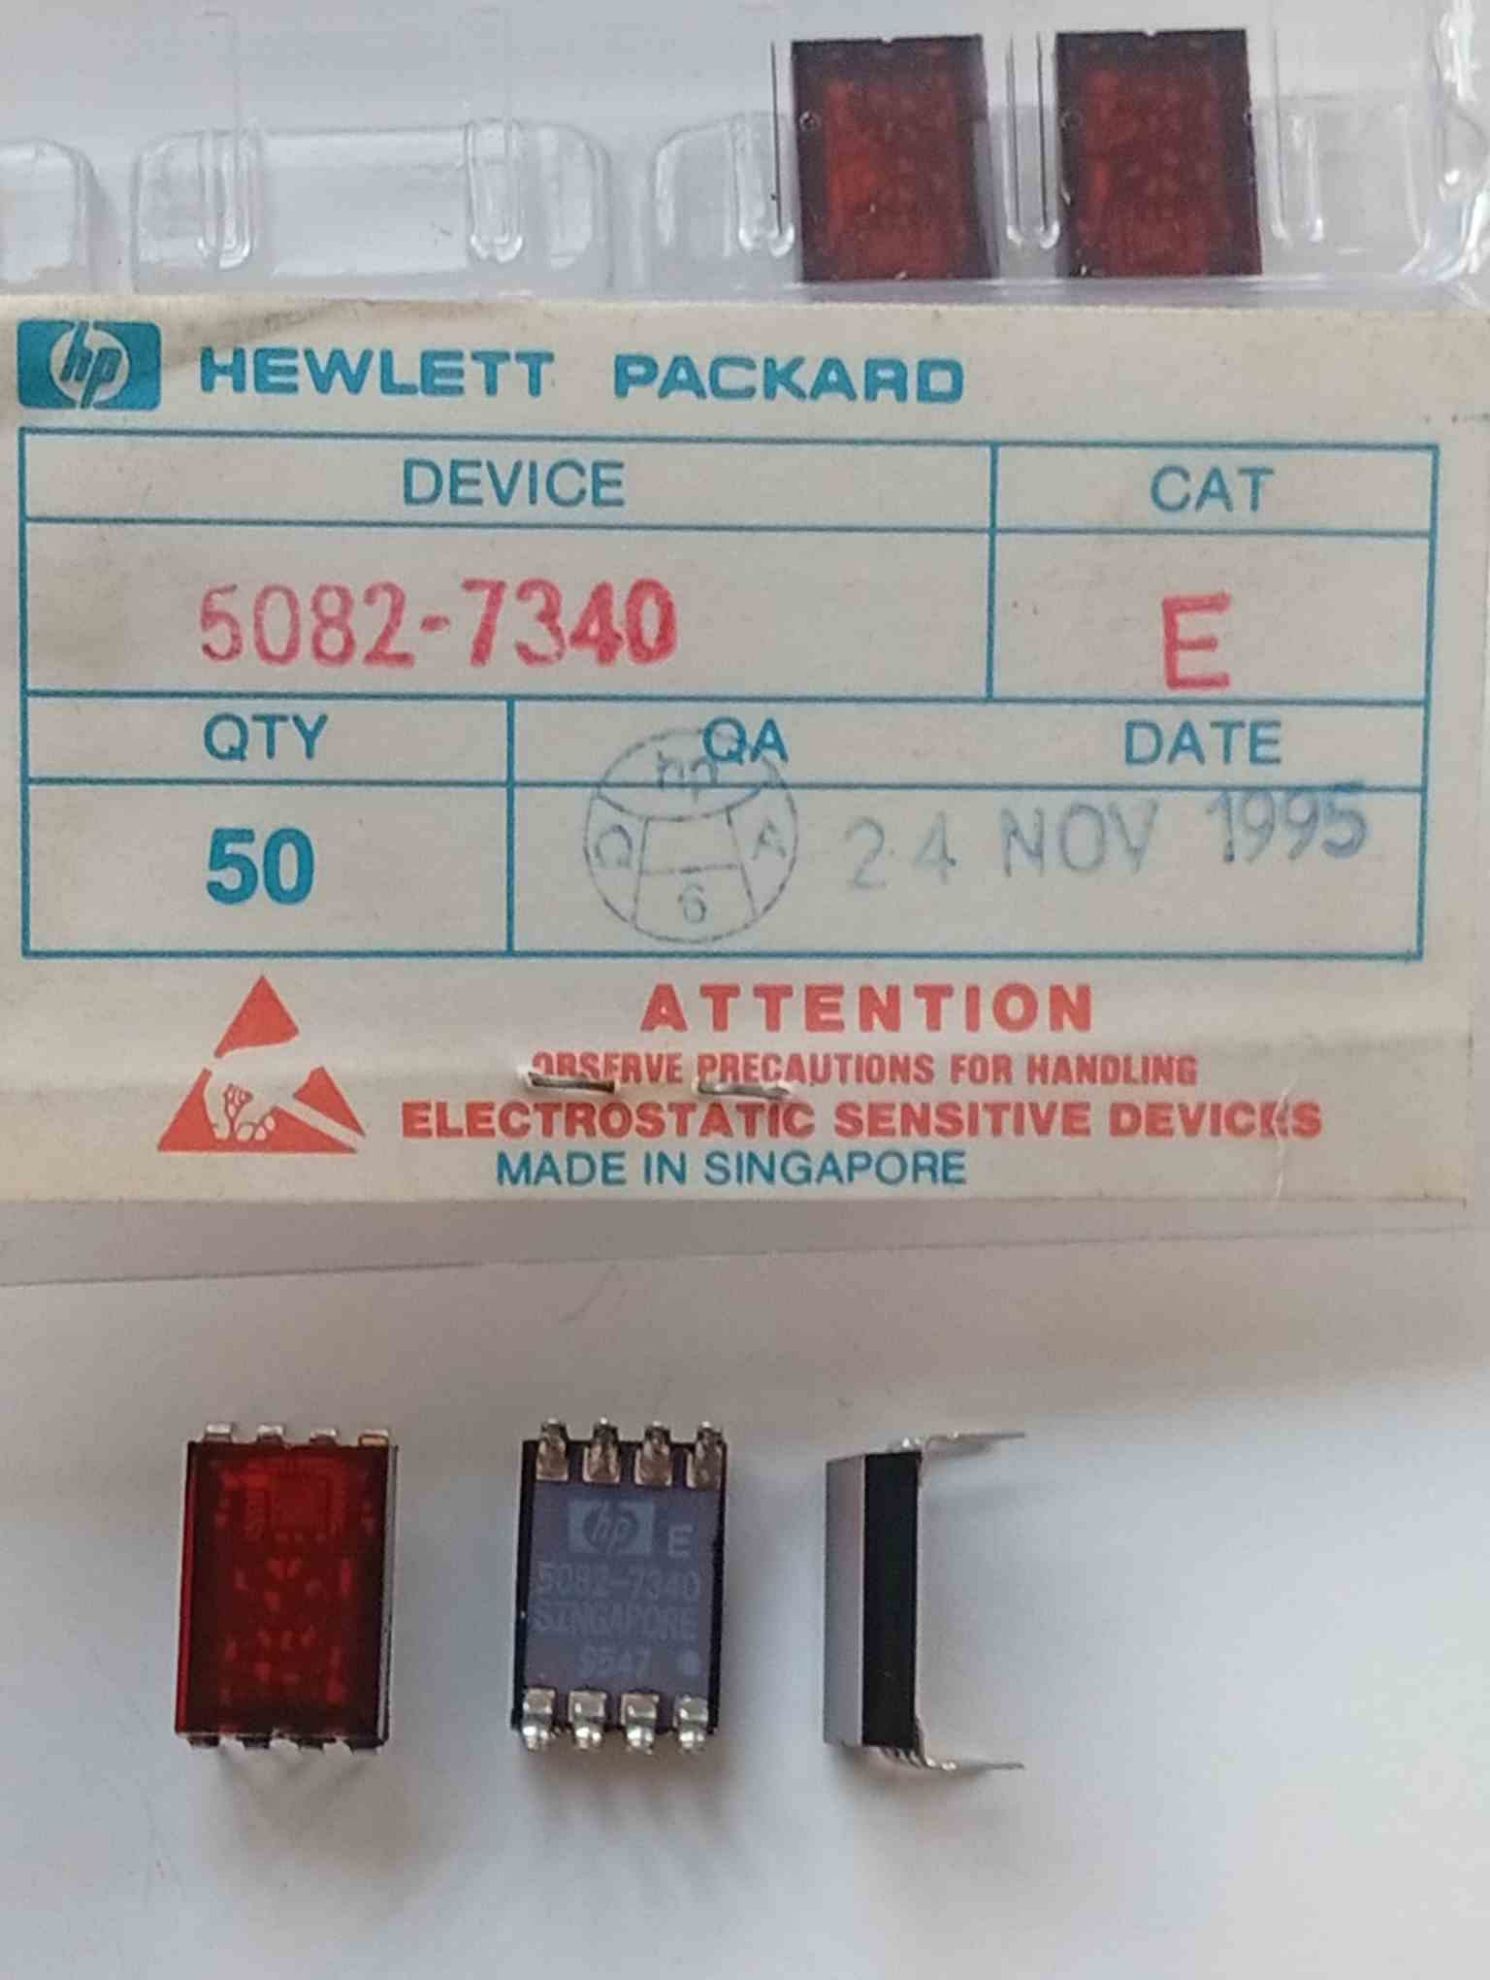 hp HEWLETT PACKARD
DEVICE CAT
5082-7340 E
QTY QA DATE
50 hp Q A 6 24 NOV 1995
ATTENTION
OBSERVE PRECAUTIONS FOR HANDLING
ELECTROSTATIC SENSITIVE DEVICES
MADE IN SINGAPORE
hp E
5082-7340
SINGAPORE
9547